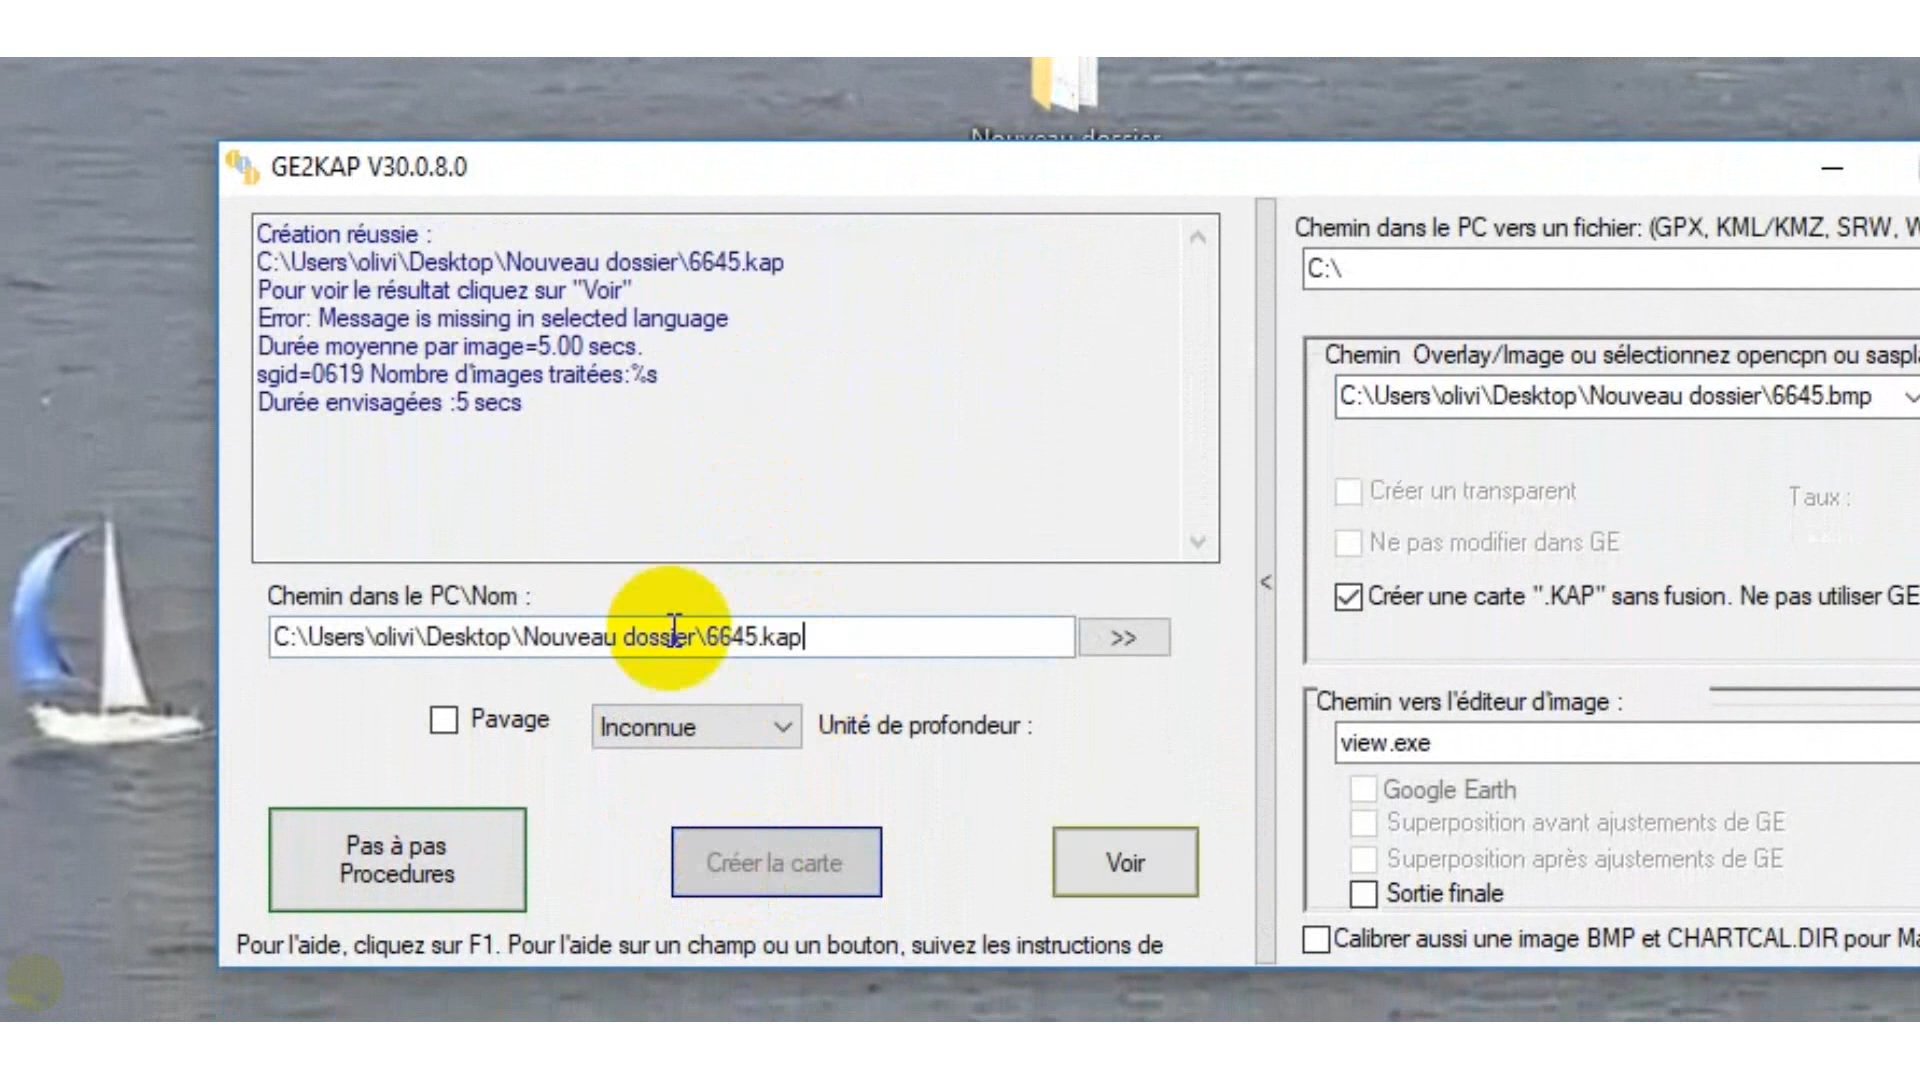 Nouveau dossier
GE2KAP V30.0.8.0
Création réussie :
C:\Users\olivi\Desktop\Nouveau dossier\6645.kap
Pour voir le résultat cliquez sur "Voir"
Error: Message is missing in selected language
Durée moyenne par image=5.00 secs.
sgid=0619 Nombre d'images traitées:%s
Durée envisagées :5 secs
Chemin dans le PC\Nom :
C:\Users\olivi\Desktop\Nouveau dossier\6645.kap
>>
Pavage
Inconnue
Unité de profondeur :
Pas à pas
Procedures
Créer la carte
Voir
Pour l'aide, cliquez sur F1. Pour l'aide sur un champ ou un bouton, suivez les instructions de
<
Chemin dans le PC vers un fichier: (GPX, KML/KMZ, SRW, W
C:\
Chemin Overlay/Image ou sélectionnez opencpn ou saspla
C:\Users\olivi\Desktop\Nouveau dossier\6645.bmp
Créer un transparent
Taux :
Ne pas modifier dans GE
Créer une carte ".KAP" sans fusion. Ne pas utiliser GE
Chemin vers l'éditeur d'image :
view.exe
Google Earth
Superposition avant ajustements de GE
Superposition après ajustements de GE
Sortie finale
Calibrer aussi une image BMP et CHARTCAL.DIR pour Ma